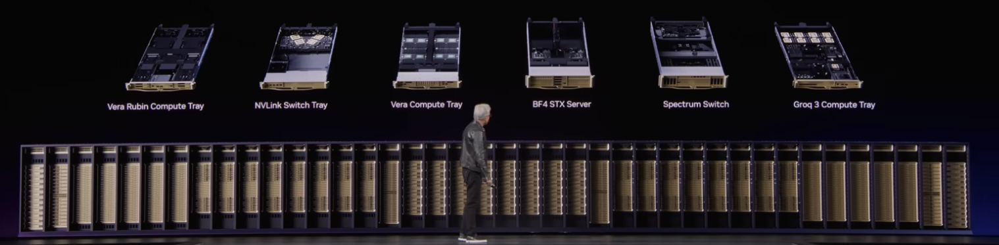 Vera Rubin Compute Tray
NVLink Switch Tray
Vera Compute Tray
BF4 STX Server
Spectrum Switch
Groq 3 Compute Tray